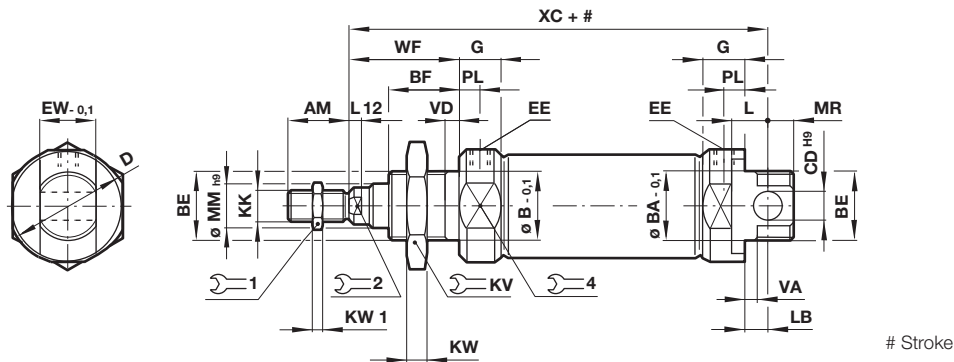 XC + #
WF G G
BF PL PL
EW- 0,1 AM L 12 VD EE EE L MR
D
BE ø MM h9 KK ø B - 0,1 ø BA - 0,1 CD H9 BE
1 2 KV 4 VA
KW 1 LB
KW
# Stroke